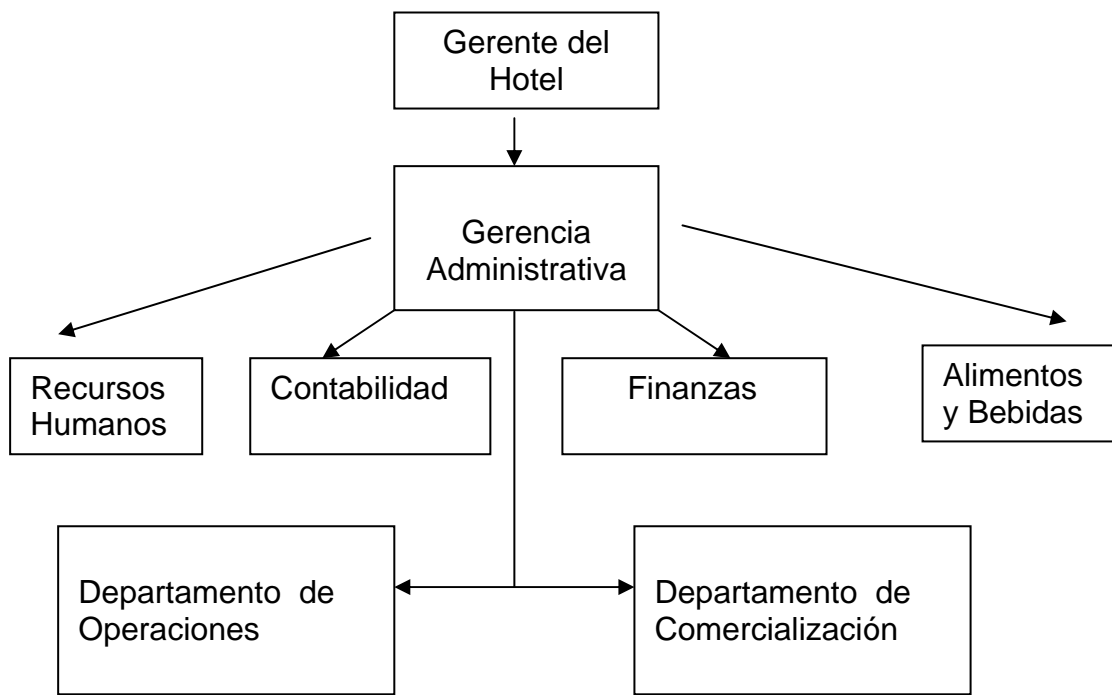 Gerente del
Hotel
Gerencia
Administrativa
Recursos
Humanos
Contabilidad
Finanzas
Alimentos
y Bebidas
Departamento de
Operaciones
Departamento de
Comercialización